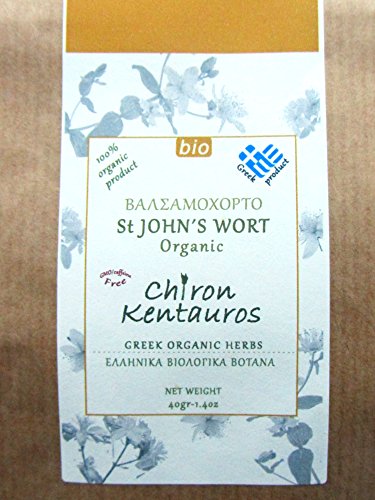 bio
100%
organic
product
Greek
product
ΒΑΛΣΑΜΟΧΟΡΤΟ
St JOHN'S WORT
Organic
GMO/caffeine
Free
Chiron
Kentauros
GREEK ORGANIC HERBS
ΕΛΛΗΝΙΚΑ ΒΙΟΛΟΓΙΚΑ ΒΟΤΑΝΑ
NET WEIGHT
40gr-1.4oz